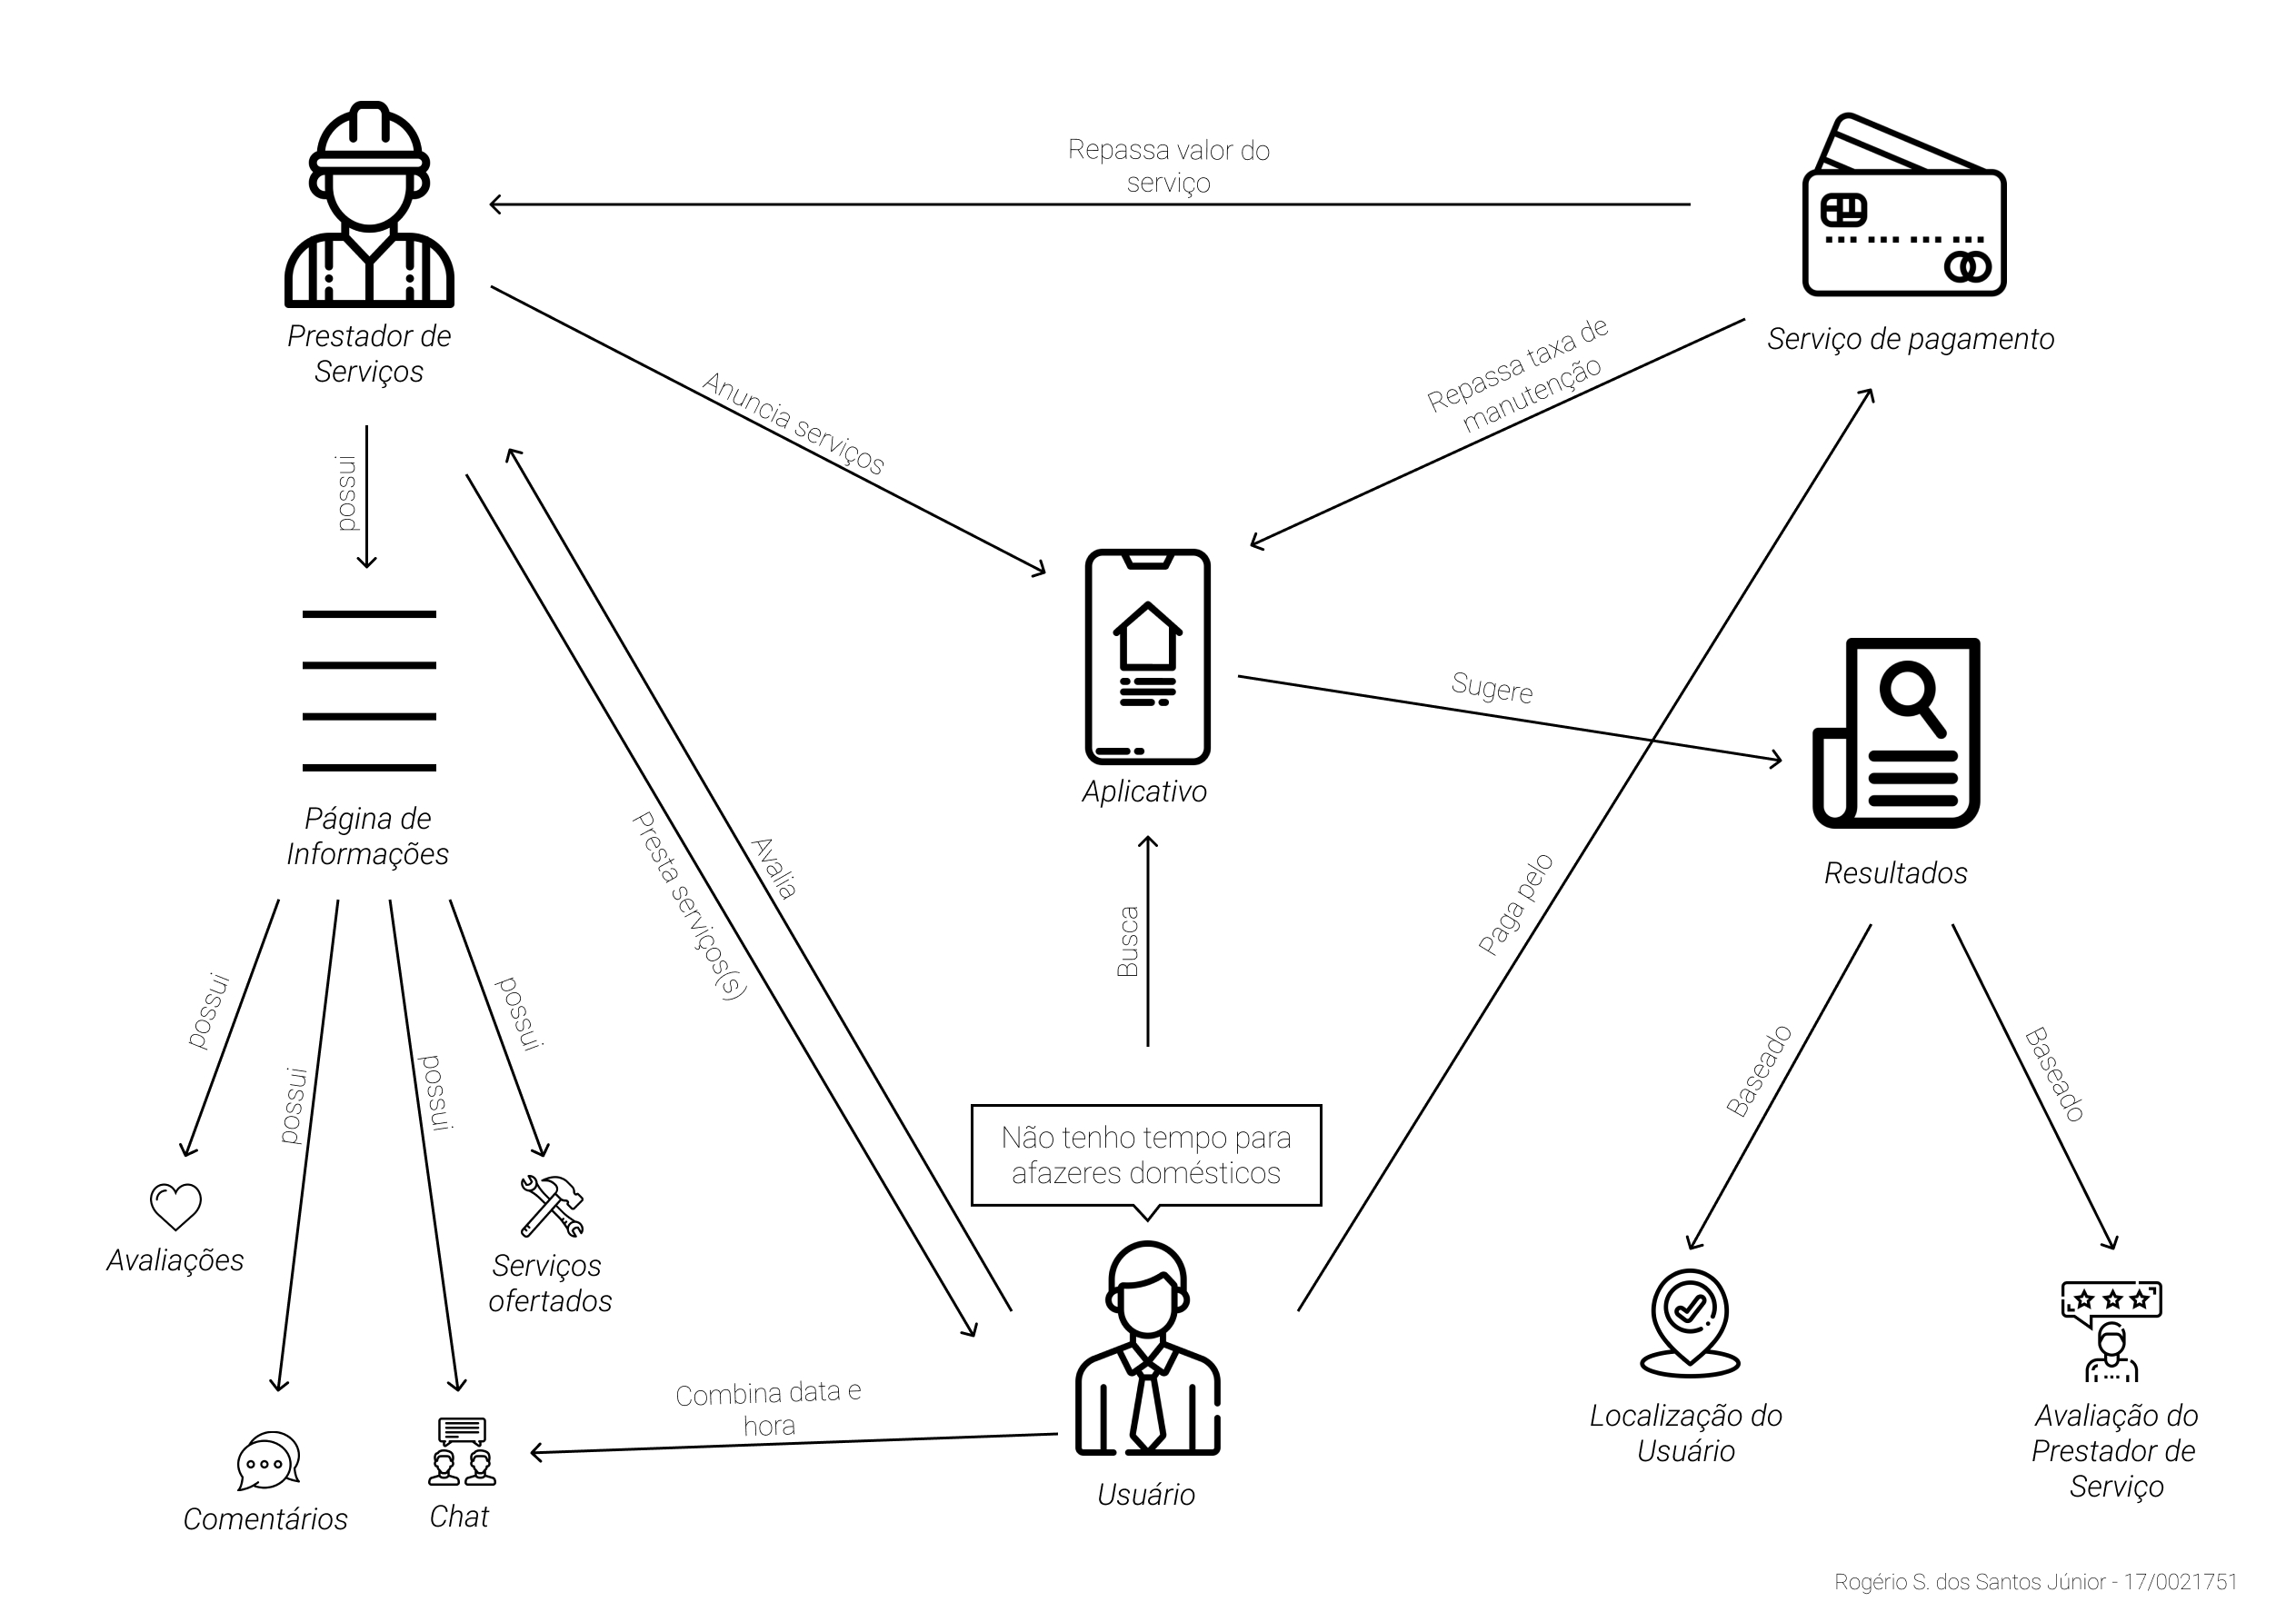 Repassa valor do
serviço
Prestador de
Serviços
Serviço de pagamento
Repassa taxa de
manutenção
Anuncia serviços
possui
Sugere
Aplicativo
Página de
Informações
Resultados
Presta serviços(s)
Avalia
Busca
Paga pelo
possui
possui
possui
possui
Baseado
Baseado
Não tenho tempo para
afazeres domésticos
Avaliações
Serviços
ofertados
Combina data e
hora
Localização do
Usuário
Avaliação do
Prestador de
Serviço
Usuário
Comentários
Chat
Rogério S. dos Santos Júnior - 17/0021751